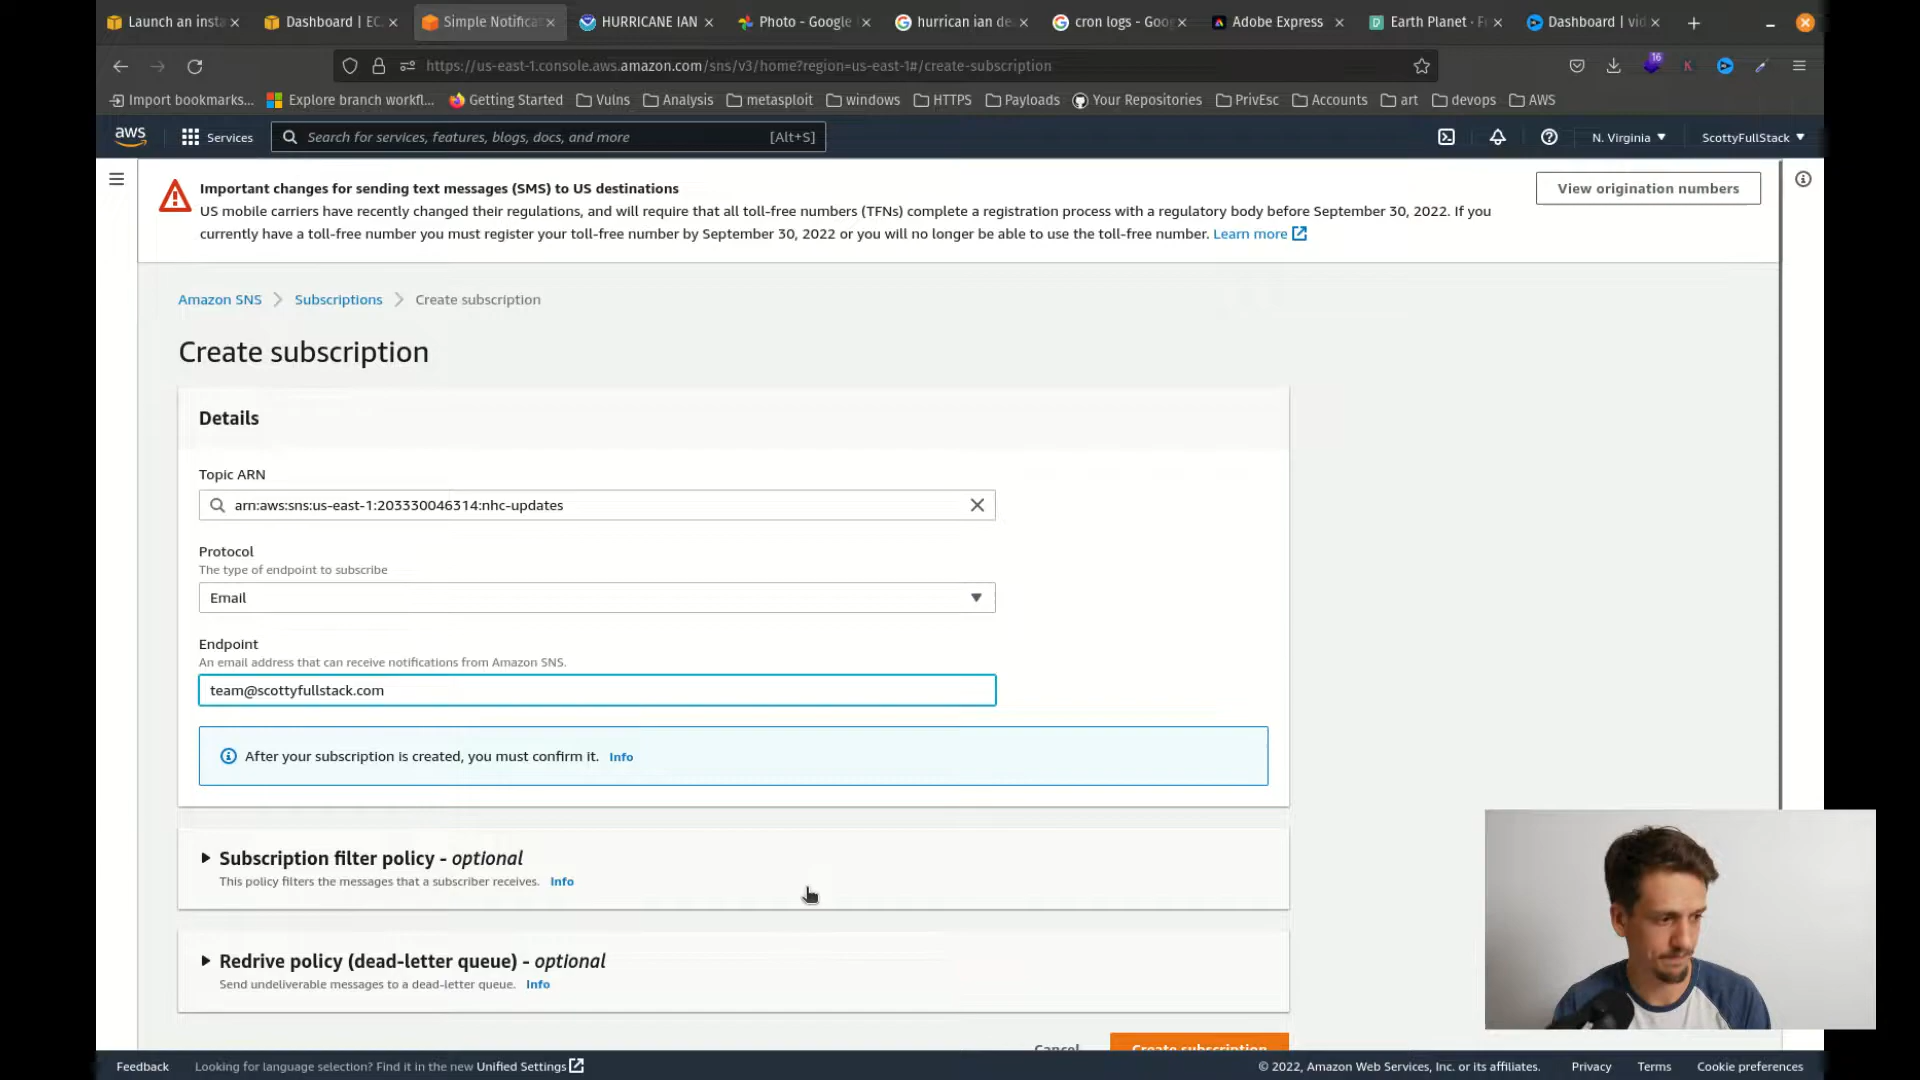 Launch an insta
Dashboard | EC
Simple Notificat
HURRICANE IAN
Photo - Google
hurrican ian de
cron logs - Goog
Adobe Express
Earth Planet · F
Dashboard | vid
https://us-east-1.console.aws.amazon.com/sns/v3/home?region=us-east-1#/create-subscription
16
Import bookmarks...
Explore branch workfl...
Getting Started
Vulns
Analysis
metasploit
windows
HTTPS
Payloads
Your Repositories
PrivEsc
Accounts
art
devops
AWS
aws
Services
Search for services, features, blogs, docs, and more
[Alt+S]
N. Virginia
ScottyFullStack
Important changes for sending text messages (SMS) to US destinations
View origination numbers
US mobile carriers have recently changed their regulations, and will require that all toll-free numbers (TFNs) complete a registration process with a regulatory body before September 30, 2022. If you
currently have a toll-free number you must register your toll-free number by September 30, 2022 or you will no longer be able to use the toll-free number. Learn more
Amazon SNS
Subscriptions
Create subscription
Create subscription
Details
Topic ARN
arn:aws:sns:us-east-1:203330046314:nhc-updates
Protocol
The type of endpoint to subscribe
Email
Endpoint
An email address that can receive notifications from Amazon SNS.
team@scottyfullstack.com
After your subscription is created, you must confirm it. Info
Subscription filter policy - optional
This policy filters the messages that a subscriber receives. Info
Redrive policy (dead-letter queue) - optional
Send undeliverable messages to a dead-letter queue. Info
Cancel
Create subscription
Feedback
Looking for language selection? Find it in the new Unified Settings
© 2022, Amazon Web Services, Inc. or its affiliates.
Privacy
Terms
Cookie preferences